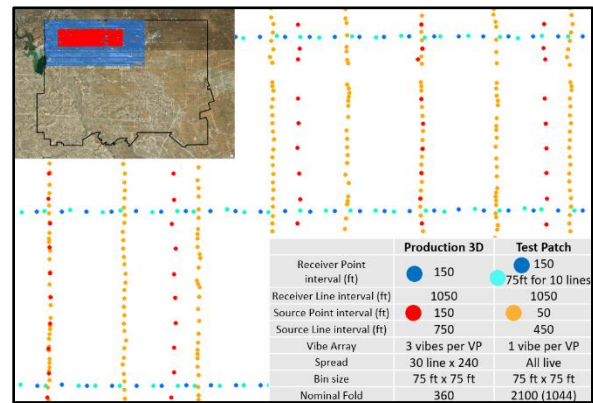 Production 3D Test Patch
Receiver Point interval (ft) 150 150
75ft for 10 lines
Receiver Line interval (ft) 1050 1050
Source Point interval (ft) 150 50
Source Line interval (ft) 750 450
Vibe Array 3 vibes per VP 1 vibe per VP
Spread 30 line x 240 All live
Bin size 75 ft x 75 ft 75 ft x 75 ft
Nominal Fold 360 2100 (1044)